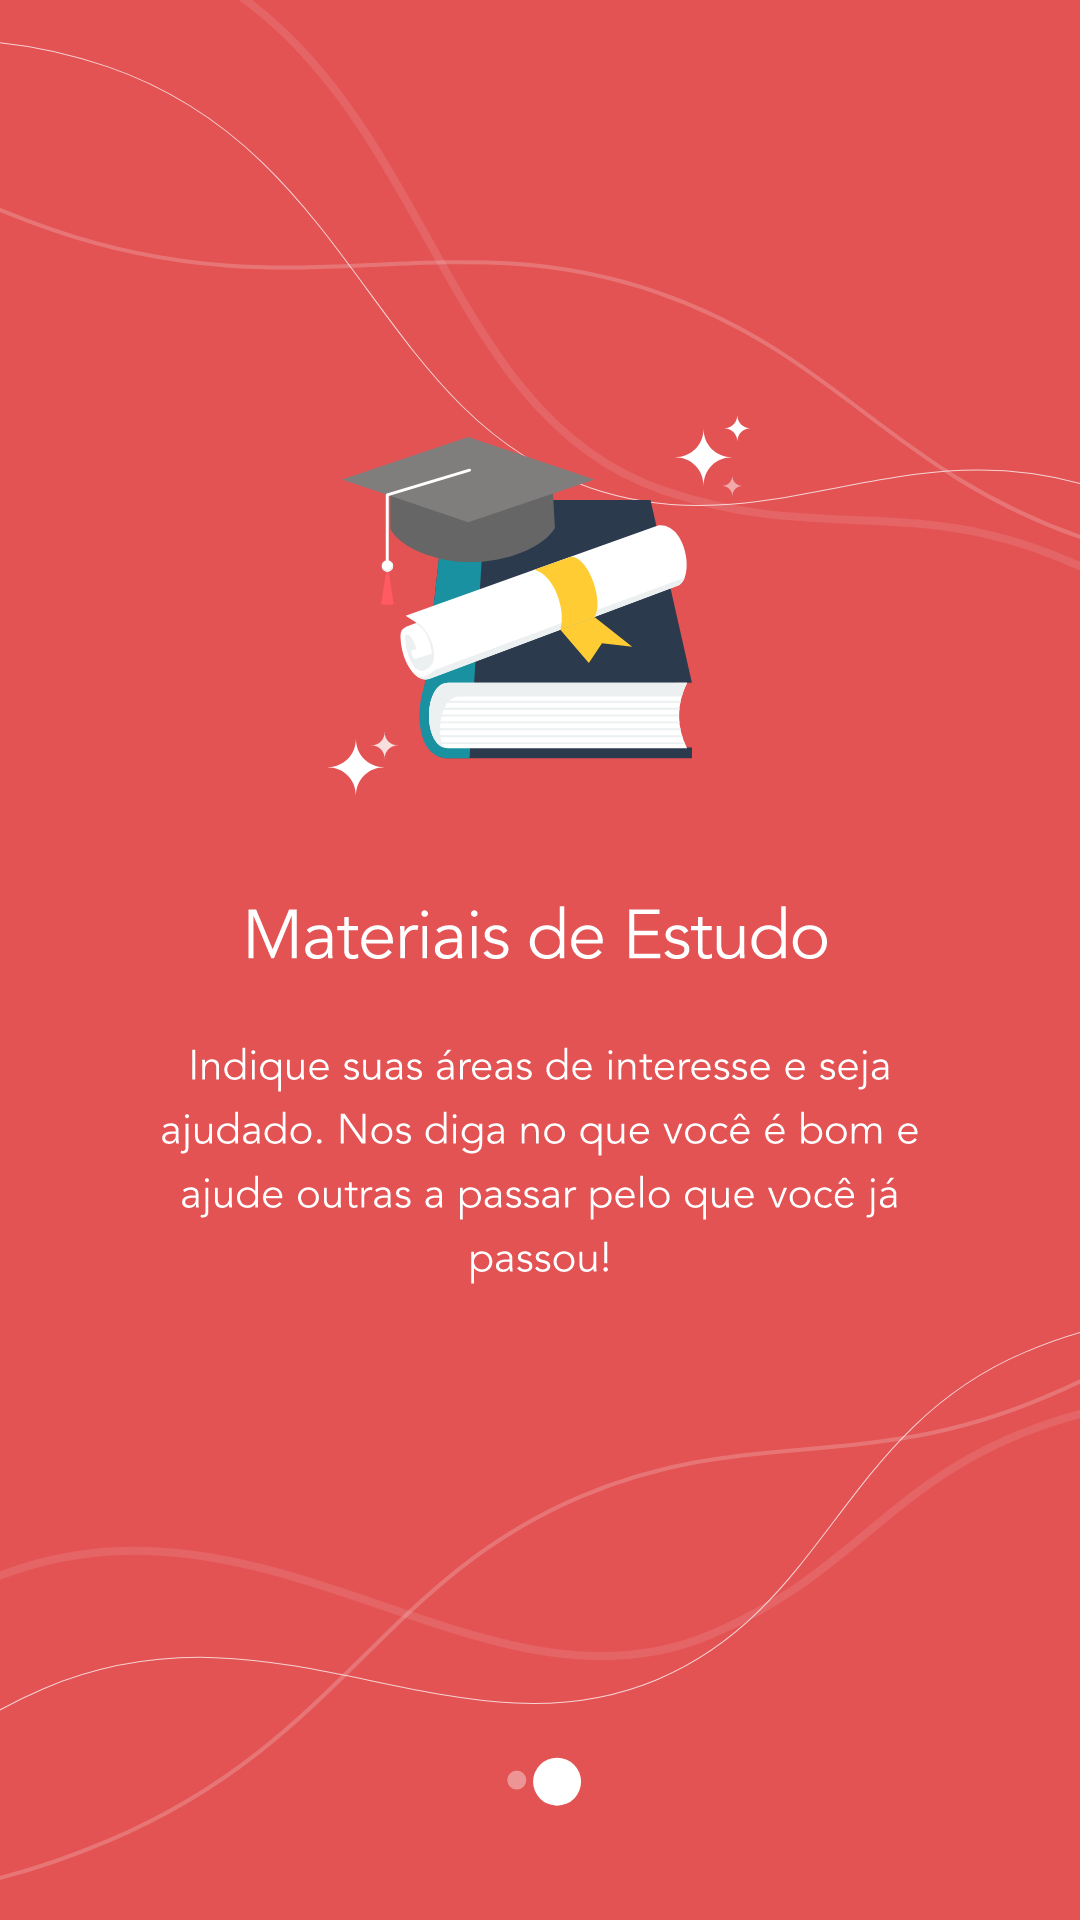 Materiais de Estudo
Indique suas áreas de interesse e seja
ajudado. Nos diga no que você é bom e
ajude outras a passar pelo que você já
passou!